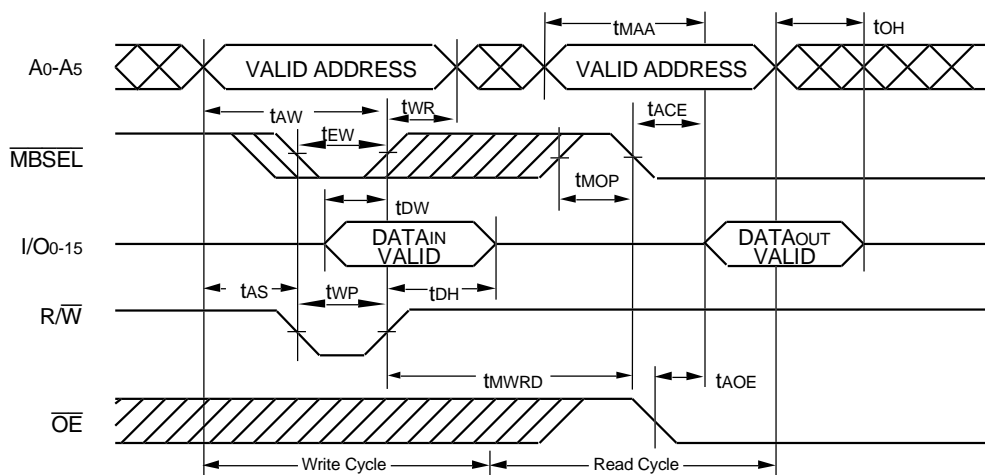 tMAA tOH
A0-A5 VALID ADDRESS VALID ADDRESS
tAW tWR tACE
tEW
MBSEL
tMOP
tDW
I/O0-15 DATAIN VALID DATAOUT VALID
tAS tWP tDH
R/W
tMWRD tAOE
OE
Write Cycle Read Cycle